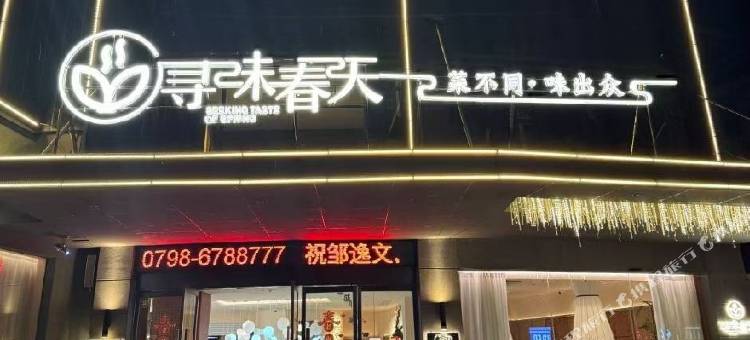 寻味春天
SEEKING TASTE
OF SPRING
菜不同·味出众
0798-6788777 祝邹逸文.
春